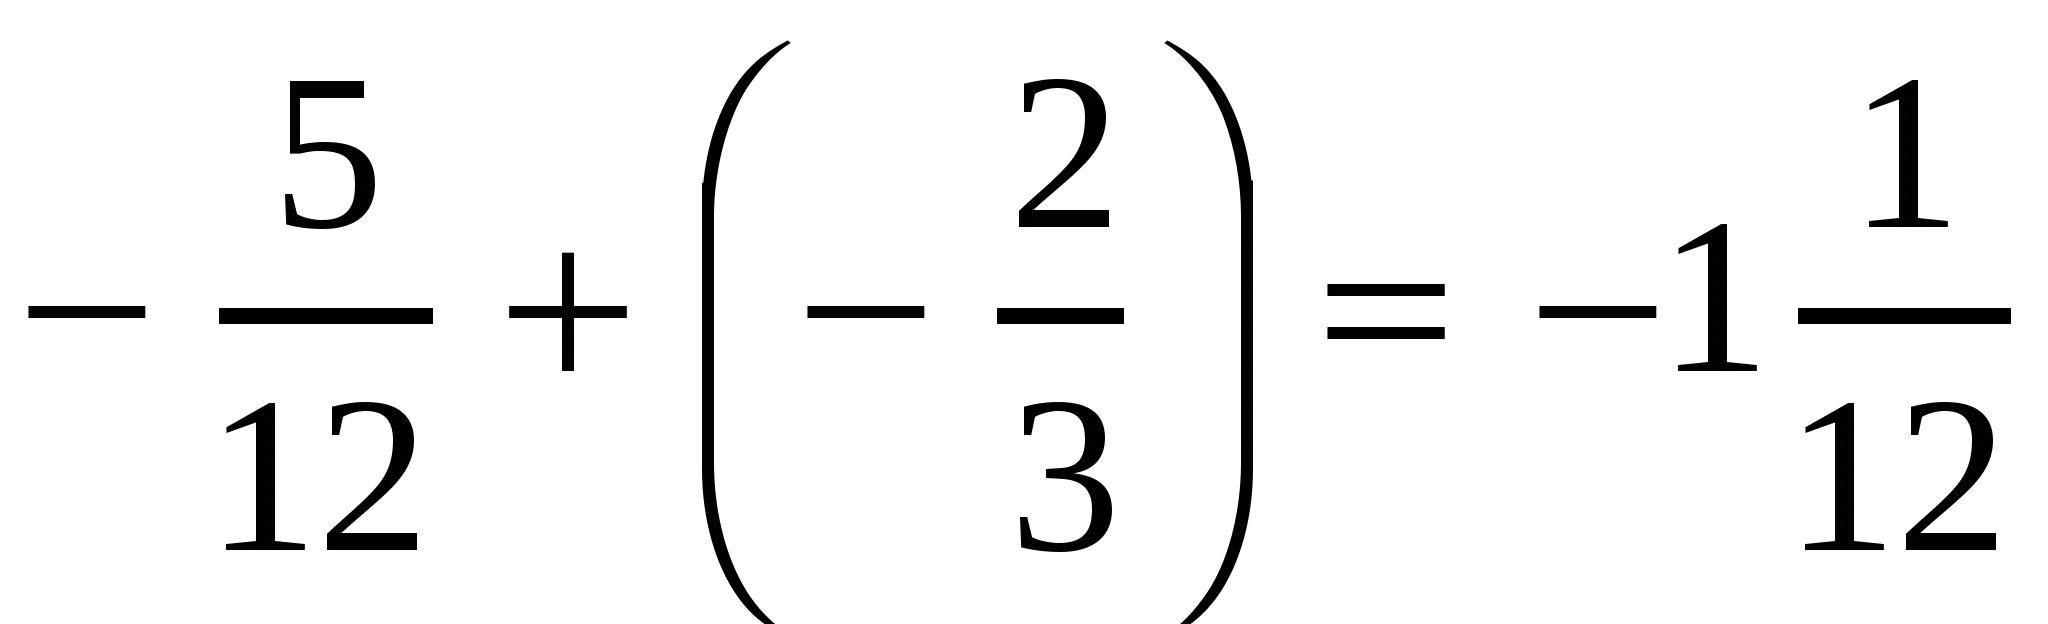 −5/12 + (−2/3) = −1 1/12